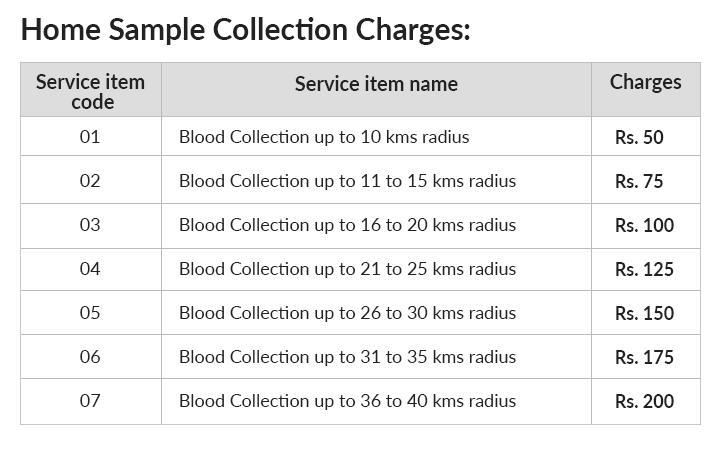 Home Sample Collection Charges:
Service item code Service item name Charges
01 Blood Collection up to 10 kms radius Rs. 50
02 Blood Collection up to 11 to 15 kms radius Rs. 75
03 Blood Collection up to 16 to 20 kms radius Rs. 100
04 Blood Collection up to 21 to 25 kms radius Rs. 125
05 Blood Collection up to 26 to 30 kms radius Rs. 150
06 Blood Collection up to 31 to 35 kms radius Rs. 175
07 Blood Collection up to 36 to 40 kms radius Rs. 200